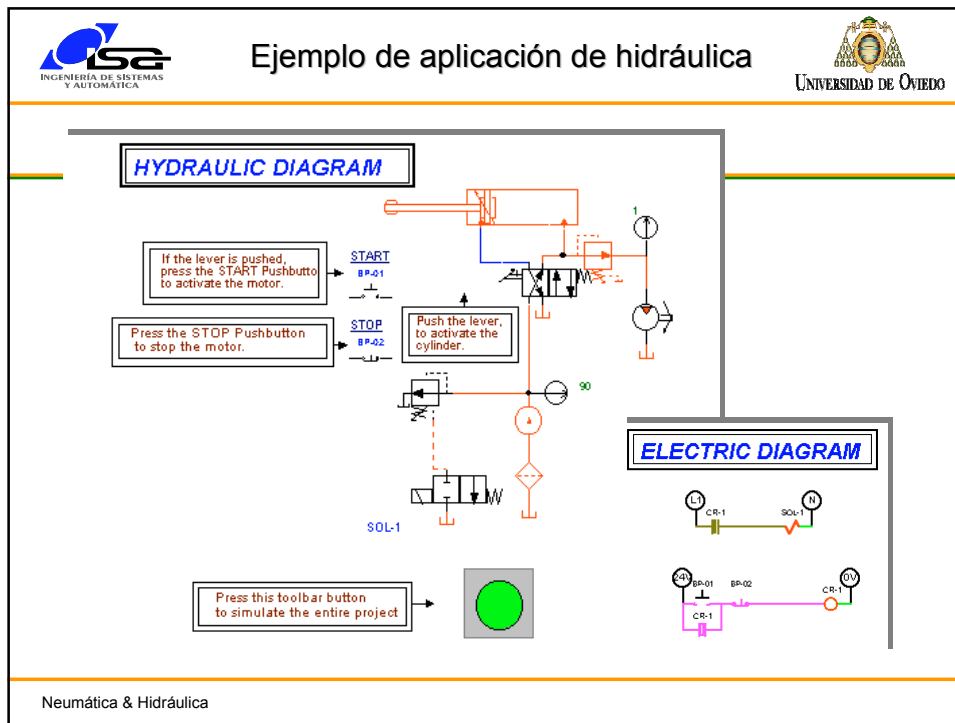 isa
INGENIERÍA DE SISTEMAS
Y AUTOMÁTICA
Ejemplo de aplicación de hidráulica
UNIVERSIDAD DE OVIEDO
HYDRAULIC DIAGRAM
1
If the lever is pushed,
press the START Pushbutto
to activate the motor.
START
BP-01
Press the STOP Pushbutton
to stop the motor.
STOP
BP-02
Push the lever,
to activate the
cylinder.
90
SOL-1
ELECTRIC DIAGRAM
L1
CR-1
SOL-1
N
24V
BP-01
BP-02
CR-1
0V
CR-1
Press this toolbar button
to simulate the entire project
Neumática & Hidráulica